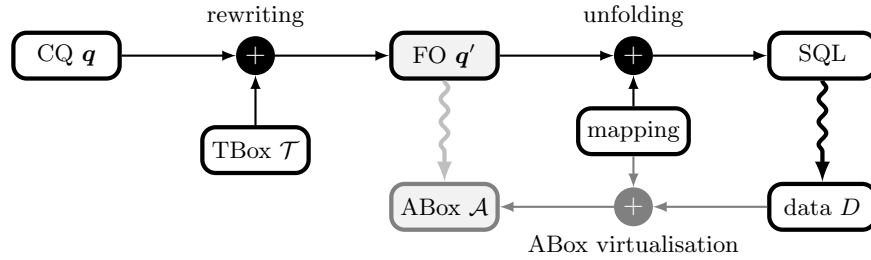 rewriting
unfolding
CQ q
+
FO q′
+
SQL
TBox 𝒯
mapping
ABox 𝒜
+
data D
ABox virtualisation